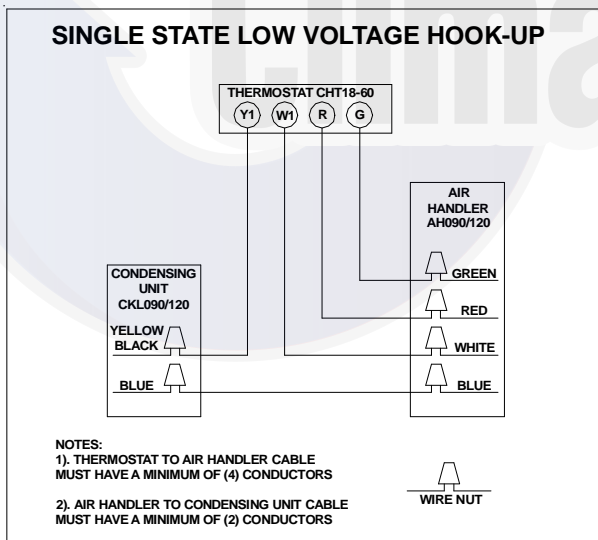 SINGLE STATE LOW VOLTAGE HOOK-UP
THERMOSTAT CHT18-60
Y1 W1 R G
AIR
HANDLER
AH090/120
GREEN
RED
WHITE
BLUE
CONDENSING
UNIT
CKL090/120
YELLOW
BLACK
BLUE
NOTES:
1). THERMOSTAT TO AIR HANDLER CABLE
MUST HAVE A MINIMUM OF (4) CONDUCTORS
2). AIR HANDLER TO CONDENSING UNIT CABLE
MUST HAVE A MINIMUM OF (2) CONDUCTORS
WIRE NUT